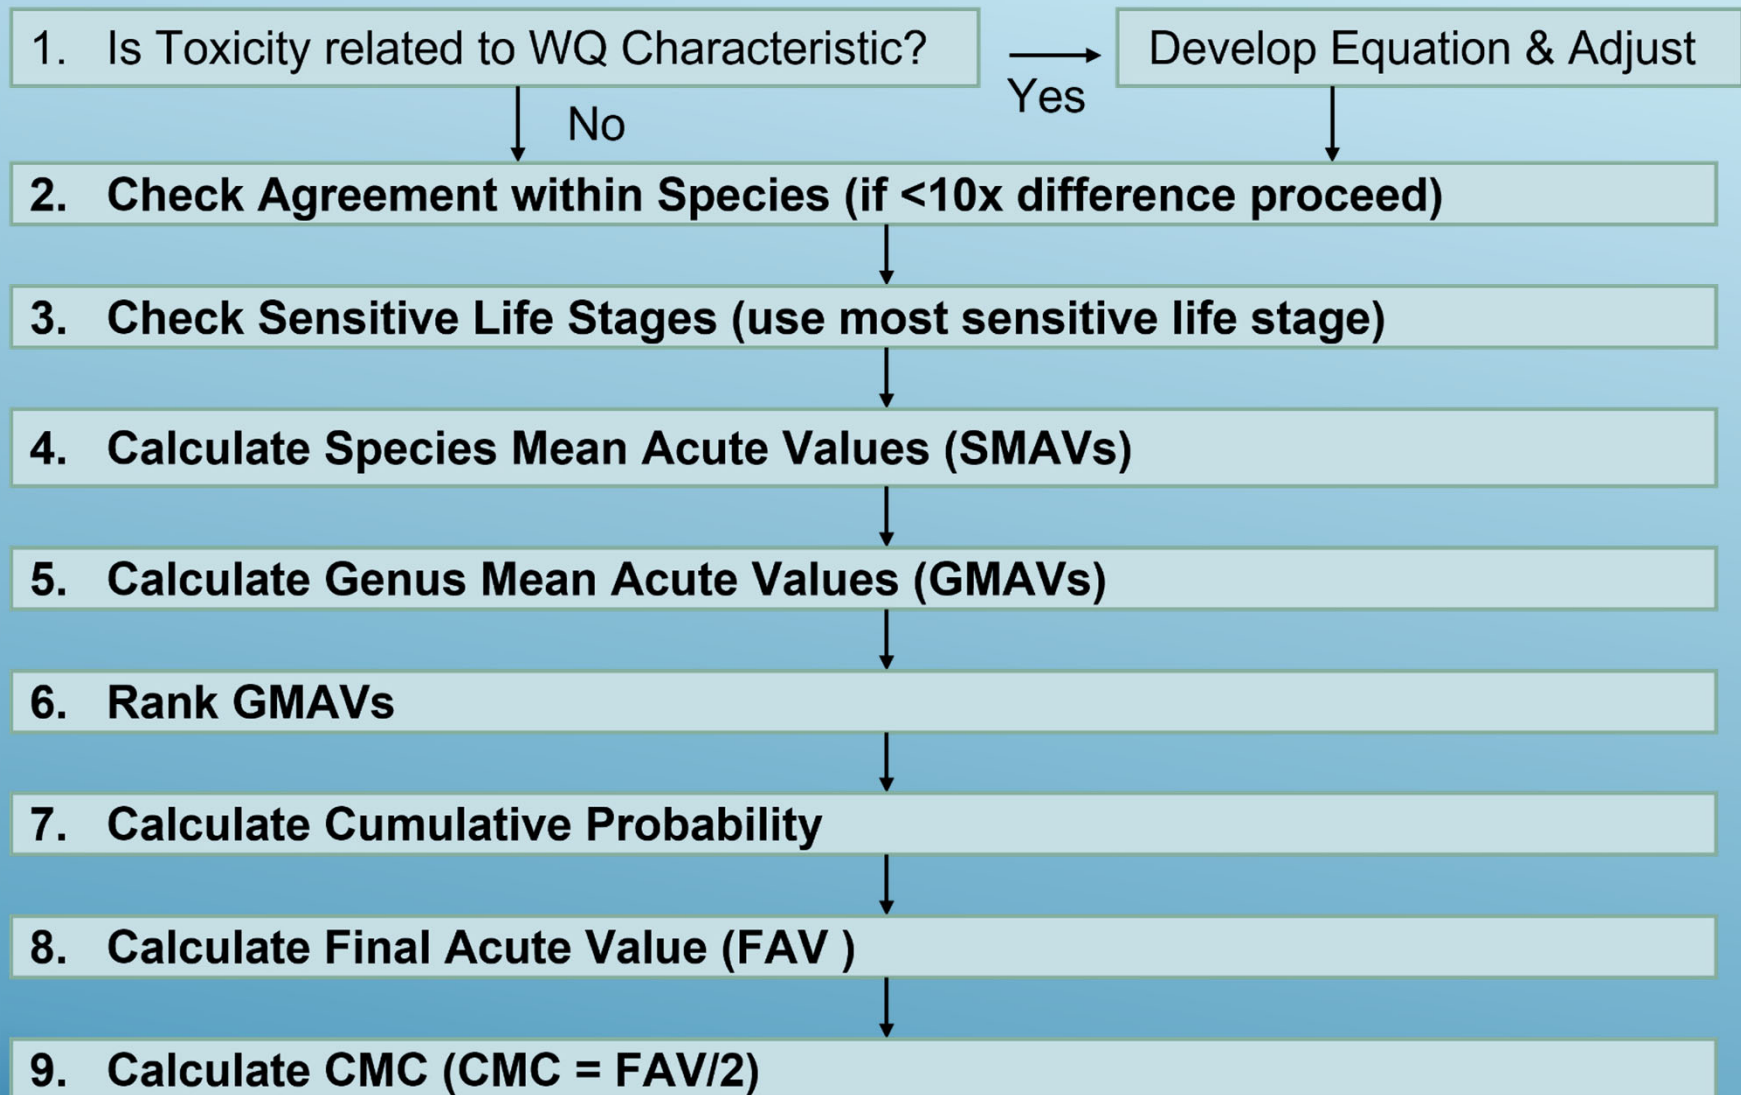 1. Is Toxicity related to WQ Characteristic?
Yes
Develop Equation & Adjust
No
2. Check Agreement within Species (if <10x difference proceed)
3. Check Sensitive Life Stages (use most sensitive life stage)
4. Calculate Species Mean Acute Values (SMAVs)
5. Calculate Genus Mean Acute Values (GMAVs)
6. Rank GMAVs
7. Calculate Cumulative Probability
8. Calculate Final Acute Value (FAV )
9. Calculate CMC (CMC = FAV/2)